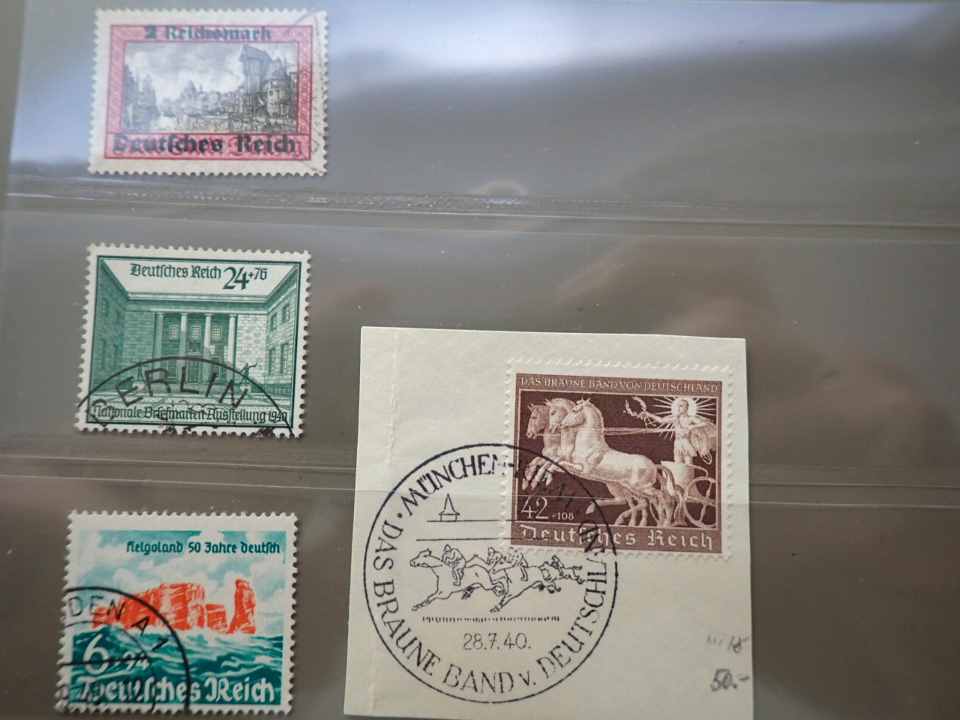 2 Reichsmark
Deutsches Reich
Deutsches Reich 24+76
BERLIN
Nationale Briefmarken Ausstellung 1940
Helgoland 50 Jahre deutsch
DEN A 1
6+94
Deutsches Reich
DAS BRAUNE BAND VON DEUTSCHLAND
42+108
Deutsches Reich
MÜNCHEN-
DAS BRAUNE BAND v. DEUTSCHLAND
28.7.40.
50.-